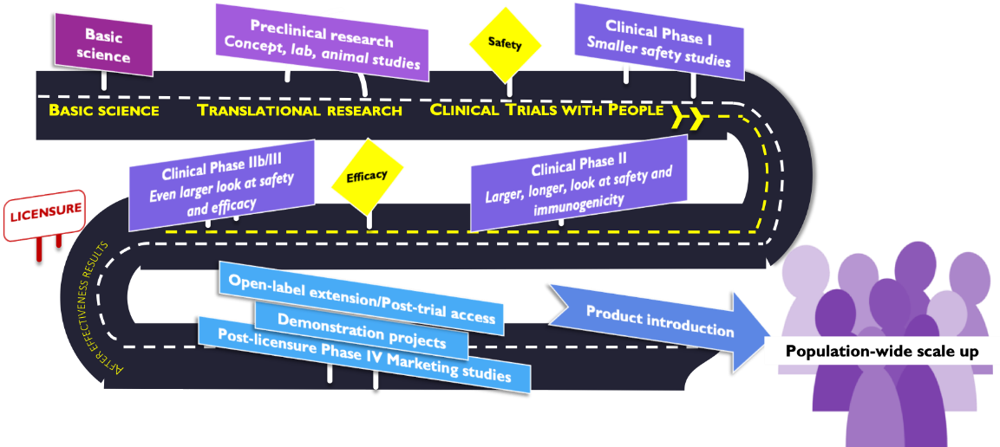 Basic
science
Preclinical research
Concept, lab, animal studies
Safety
Clinical Phase I
Smaller safety studies
BASIC SCIENCE
TRANSLATIONAL RESEARCH
CLINICAL TRIALS WITH PEOPLE
Clinical Phase IIb/III
Even larger look at safety
and efficacy
Efficacy
Clinical Phase II
Larger, longer, look at safety and
immunogenicity
LICENSURE
AFTER EFFECTIVENESS RESULTS
Open-label extension/Post-trial access
Demonstration projects
Post-licensure Phase IV Marketing studies
Product introduction
Population-wide scale up